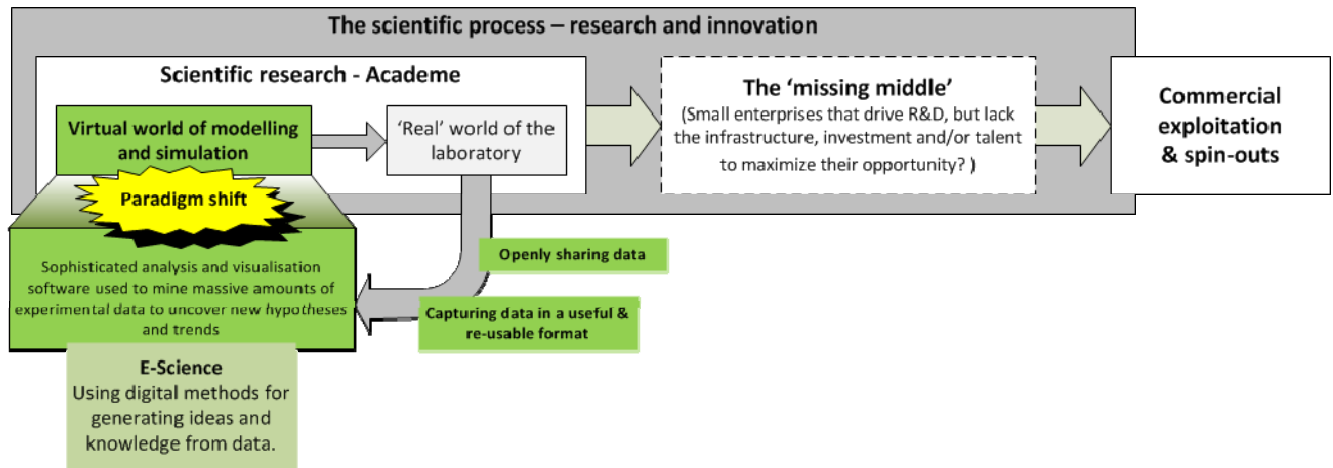 The scientific process – research and innovation
Scientific research - Academe
Virtual world of modelling
and simulation
'Real' world of the
laboratory
The 'missing middle'
(Small enterprises that drive R&D, but lack
the infrastructure, investment and/or talent
to maximize their opportunity? )
Commercial
exploitation
& spin-outs
Paradigm shift
Sophisticated analysis and visualisation
software used to mine massive amounts of
experimental data to uncover new hypotheses
and trends
Openly sharing data
Capturing data in a useful &
re-usable format
E-Science
Using digital methods for
generating ideas and
knowledge from data.